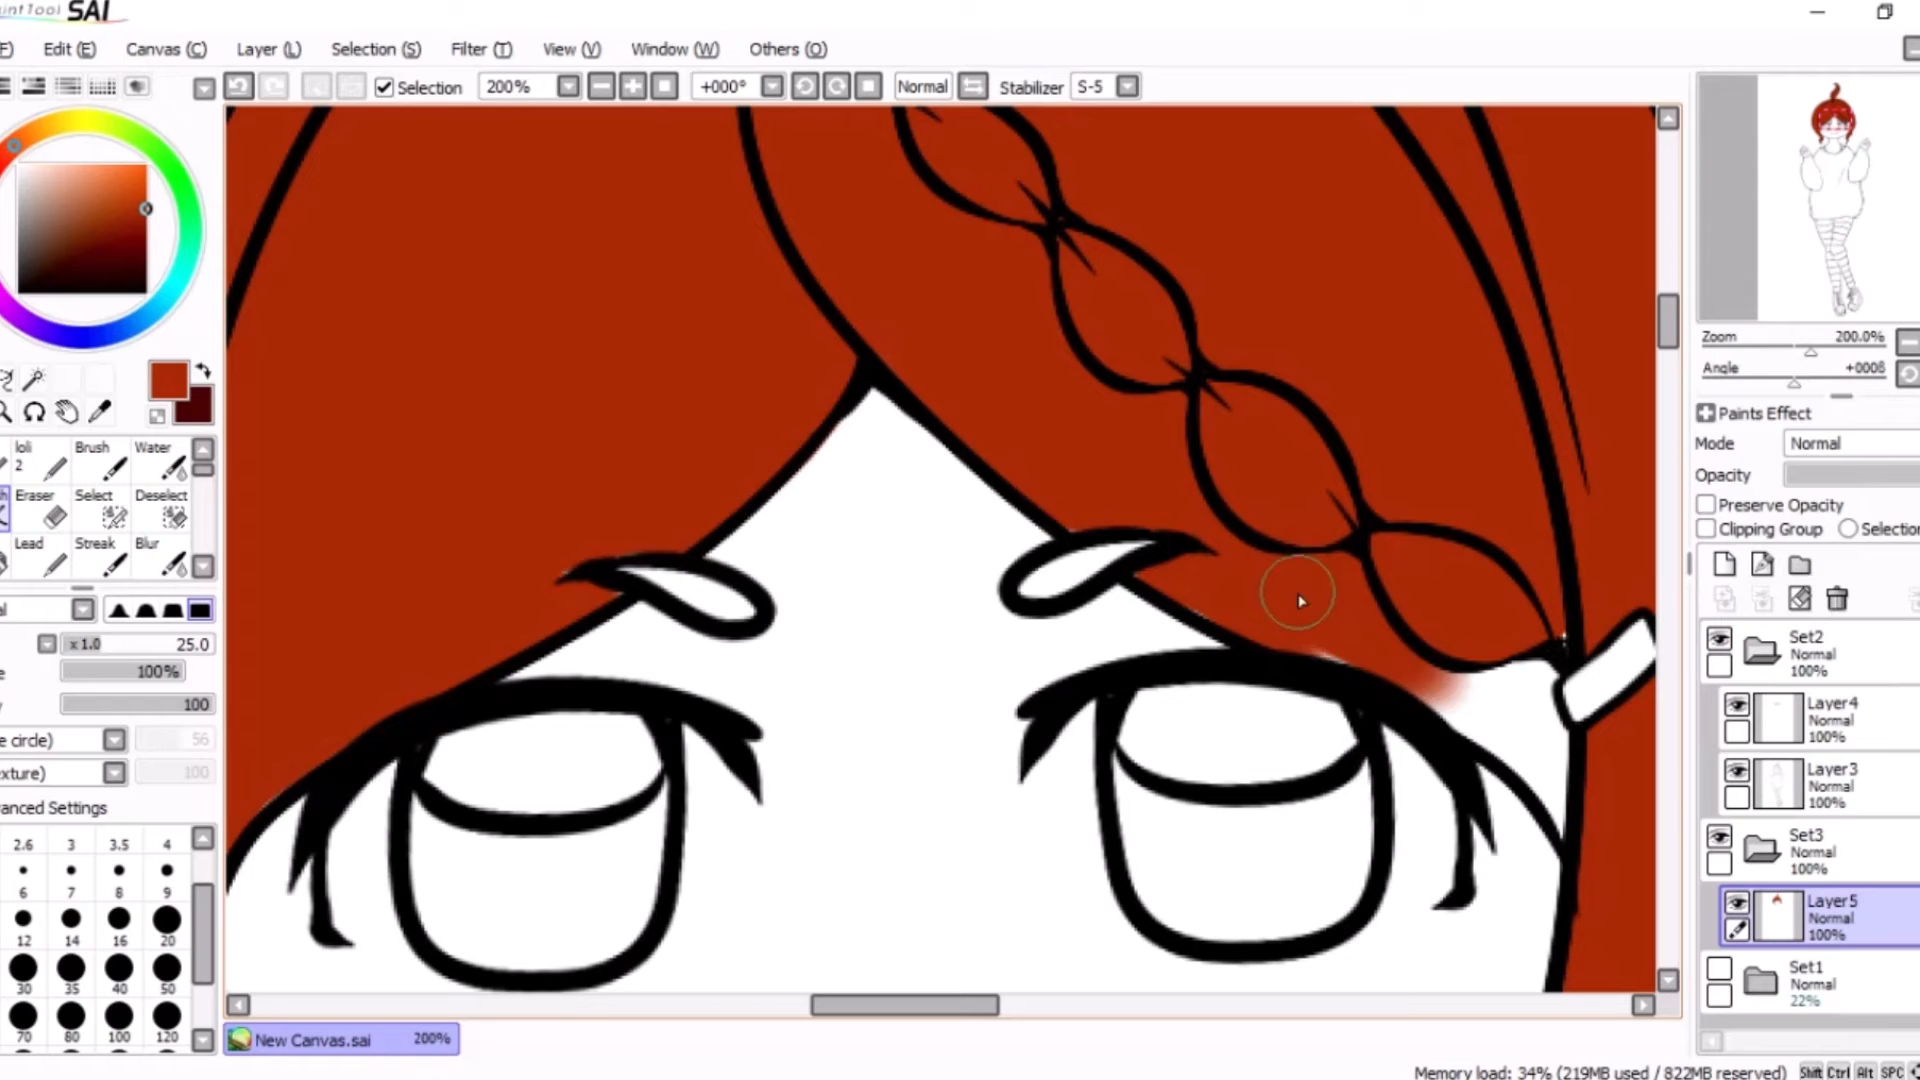 SAI
Edit (E) Canvas (C) Layer (L) Selection (S) Filter (T) View (V) Window (W) Others (O)
Selection 200% +000° Normal Stabilizer S-5
Zoom 200.0%
Angle
Paints Effect
Mode Normal
Opacity
Preserve Opacity
Clipping Group
loli
2
Brush Water
Eraser Select Deselect
Lead Streak Blur
x 1.0 25.0
100%
100
circle) 56
100
Settings
2.6 3 3.5 4
6 7 8 9
12 14 16 20
30 35 40 50
70 80 100 120
Set2
Normal
100%
Layer4
Normal
100%
Layer3
Normal
100%
Set3
Normal
100%
Layer5
Normal
100%
Set1
Normal
22%
New Canvas.sai 200%
Memory load: 34% (219MB used / 822MB reserved) Shift Ctrl Alt SPC